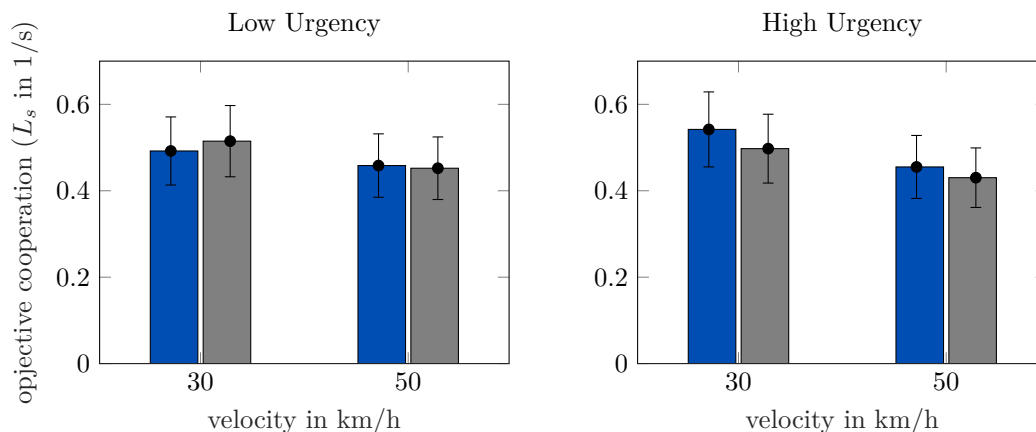 Low Urgency
opjective cooperation (Lₛ in 1/s)
0.6
0.4
0.2
0
30
50
velocity in km/h
High Urgency
0.6
0.4
0.2
0
30
50
velocity in km/h